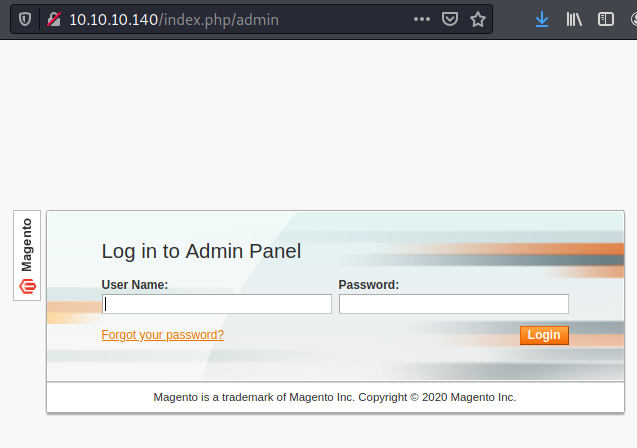 10.10.10.140/index.php/admin
Magento
Log in to Admin Panel
User Name: Password:
Forgot your password? Login
Magento is a trademark of Magento Inc. Copyright © 2020 Magento Inc.